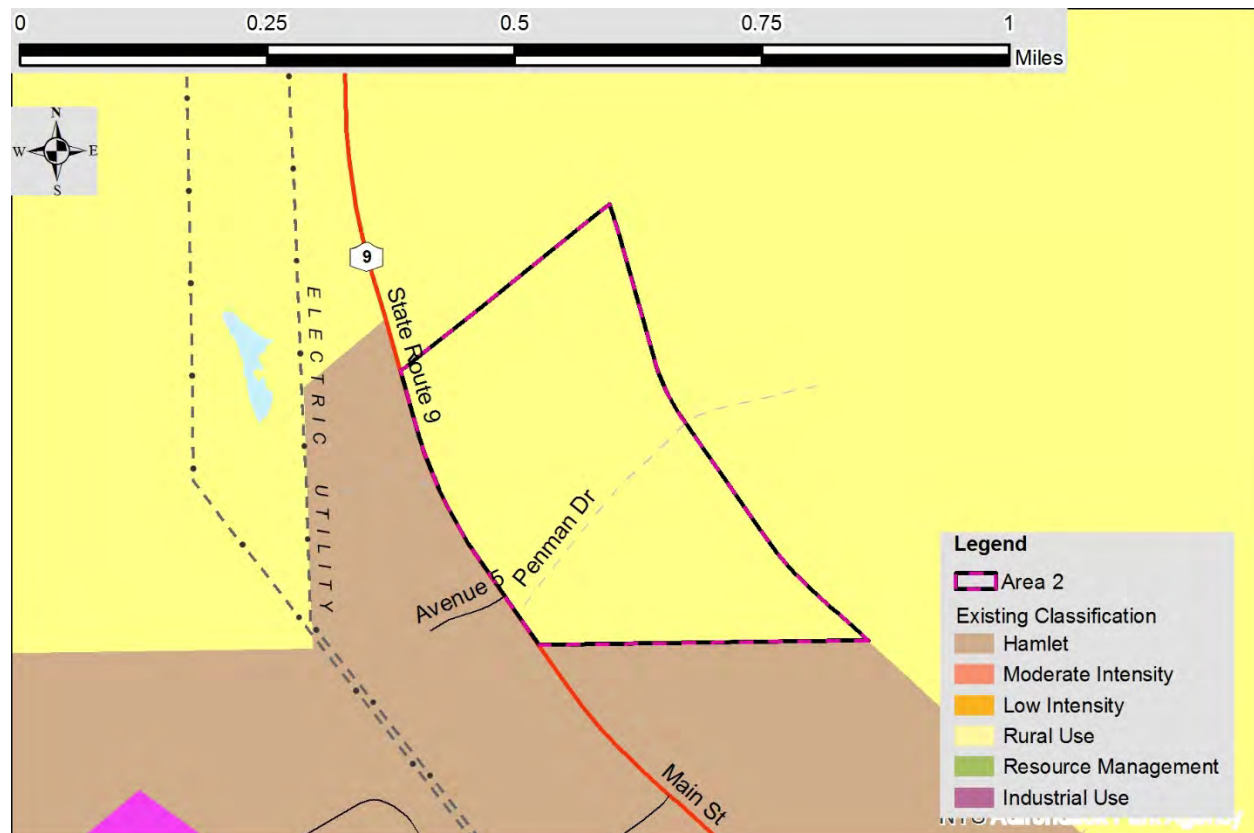 0 0.25 0.5 0.75 1
Miles
N
W E
S
9
State Route 9
ELECTRIC UTILITY
Penman Dr
Avenue 5
Main St
Legend
Area 2
Existing Classification
Hamlet
Moderate Intensity
Low Intensity
Rural Use
Resource Management
Industrial Use